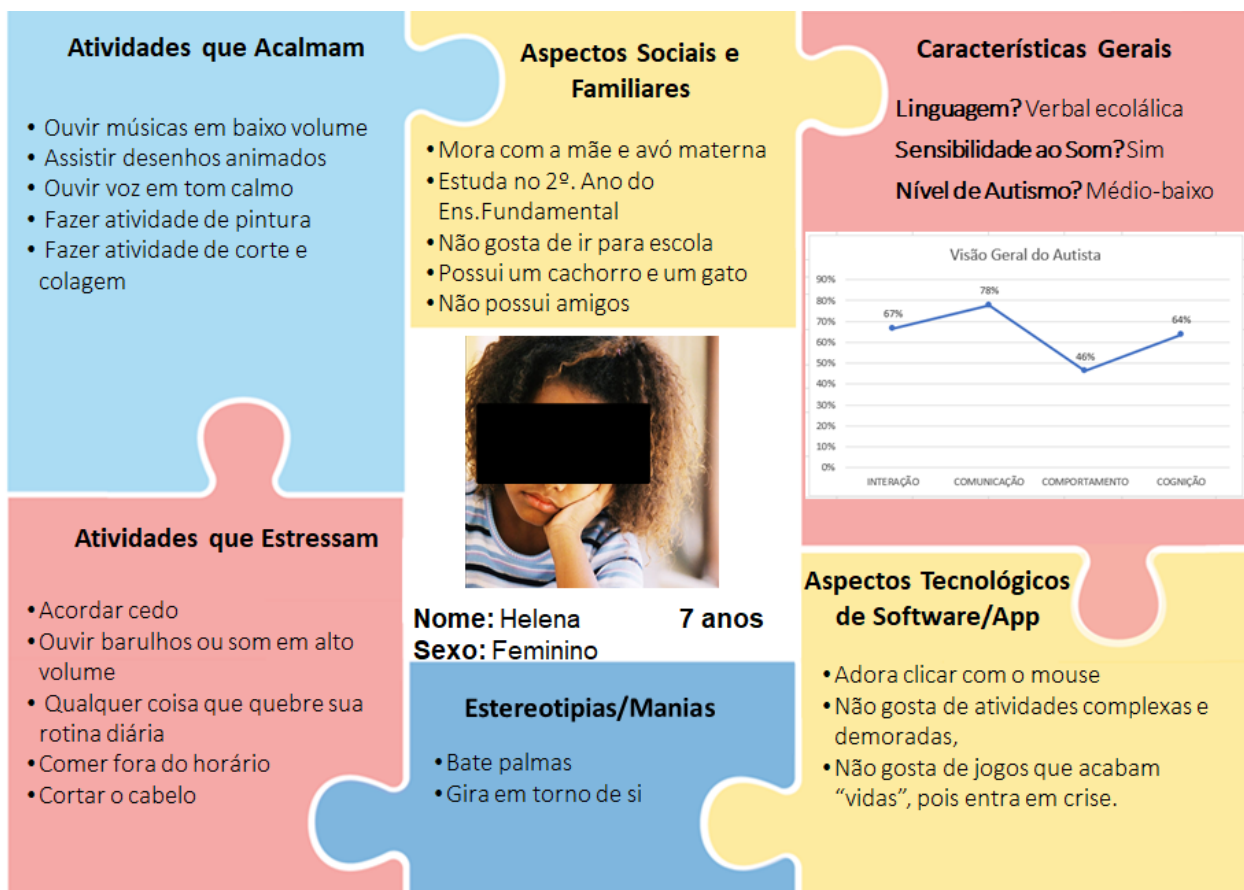 Atividades que Acalmam
• Ouvir músicas em baixo volume
• Assistir desenhos animados
• Ouvir voz em tom calmo
• Fazer atividade de pintura
• Fazer atividade de corte e
colagem
Aspectos Sociais e
Familiares
• Mora com a mãe e avó materna
• Estuda no 2º. Ano do
Ens.Fundamental
• Não gosta de ir para escola
• Possui um cachorro e um gato
• Não possui amigos
Características Gerais
Linguagem? Verbal ecolálica
Sensibilidade ao Som? Sim
Nível de Autismo? Médio-baixo
Visão Geral do Autista
90%
80%
70%
60%
50%
40%
30%
20%
10%
0%
67%
78%
46%
64%
INTERAÇÃO COMUNICAÇÃO COMPORTAMENTO COGNIÇÃO
Atividades que Estressam
• Acordar cedo
• Ouvir barulhos ou som em alto
volume
• Qualquer coisa que quebre sua
rotina diária
• Comer fora do horário
• Cortar o cabelo
Nome: Helena 7 anos
Sexo: Feminino
Estereotipias/Manias
• Bate palmas
• Gira em torno de si
Aspectos Tecnológicos
de Software/App
• Adora clicar com o mouse
• Não gosta de atividades complexas e
demoradas,
• Não gosta de jogos que acabam
“vidas”, pois entra em crise.